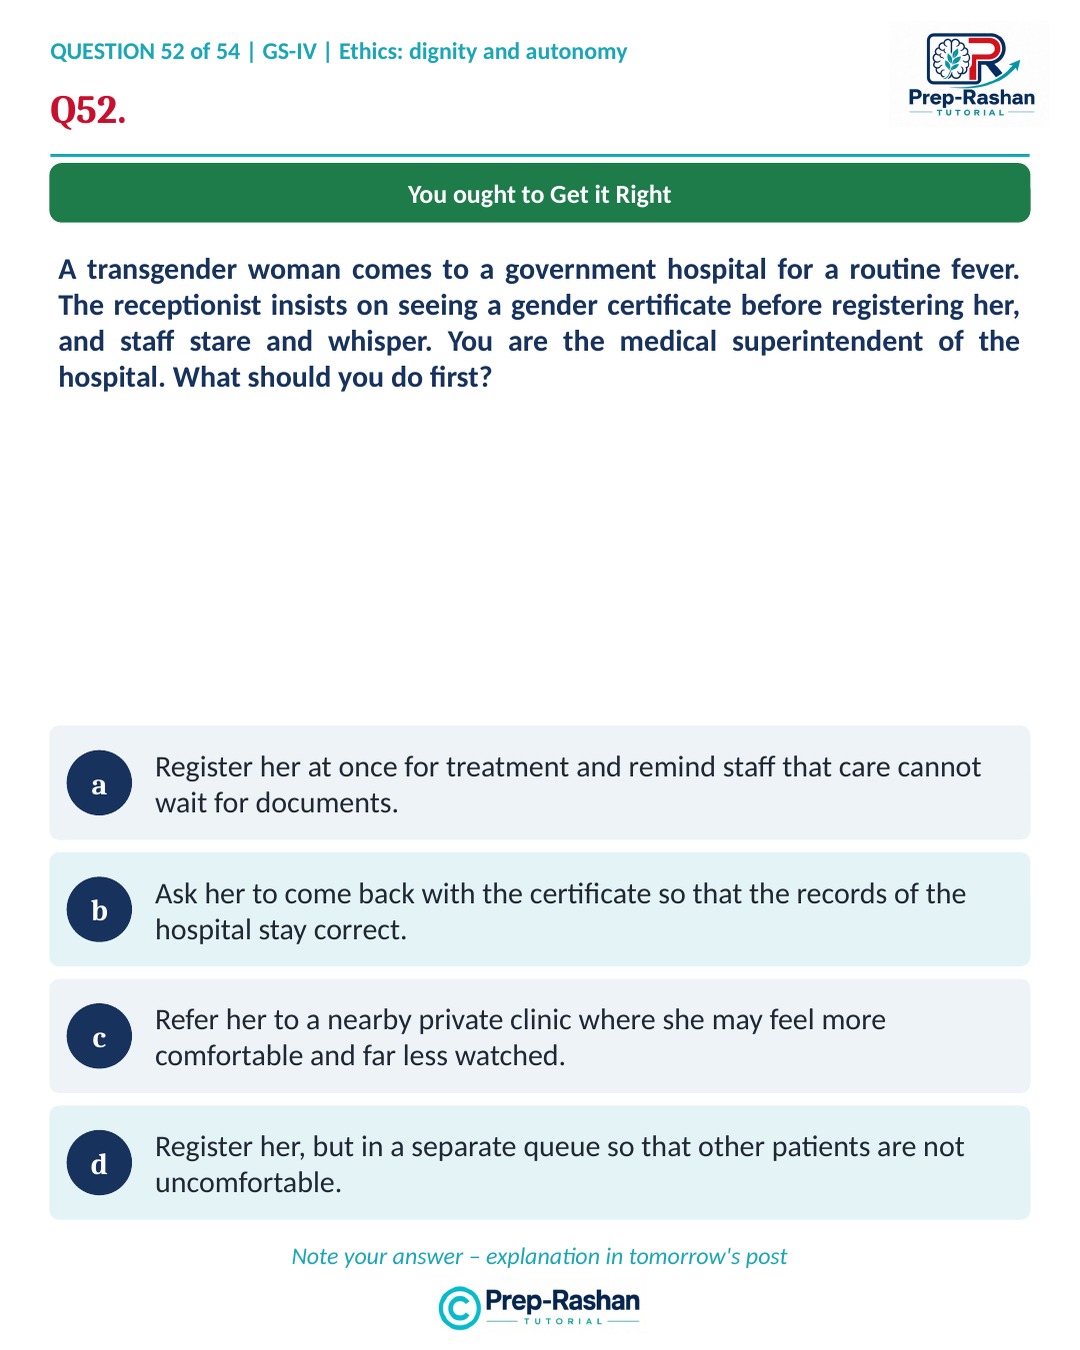 QUESTION 52 of 54 | GS-IV | Ethics: dignity and autonomy
Q52.
Prep-Rashan
TUTORIAL
You ought to Get it Right
A transgender woman comes to a government hospital for a routine fever.
The receptionist insists on seeing a gender certificate before registering her,
and staff stare and whisper. You are the medical superintendent of the
hospital. What should you do first?
a
Register her at once for treatment and remind staff that care cannot
wait for documents.
b
Ask her to come back with the certificate so that the records of the
hospital stay correct.
c
Refer her to a nearby private clinic where she may feel more
comfortable and far less watched.
d
Register her, but in a separate queue so that other patients are not
uncomfortable.
Note your answer – explanation in tomorrow's post
© Prep-Rashan
TUTORIAL